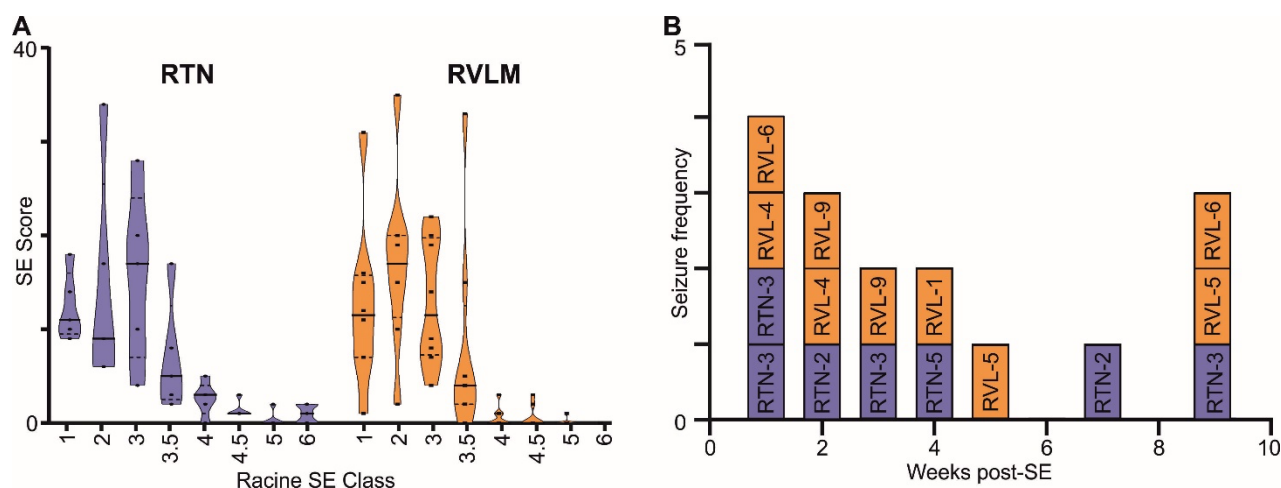 A
40
RTN
RVLM
SE Score
0
1 2 3 3.5 4 4.5 5 6 1 2 3 3.5 4 4.5 5 6
Racine SE Class
B
5
Seizure frequency
RVL-6
RVL-4 RVL-9 RVL-6
RTN-3 RVL-4 RVL-9 RVL-1 RVL-5
RTN-3 RTN-2 RTN-3 RTN-5 RVL-5 RTN-2 RTN-3
0
0 2 4 6 8 10
Weeks post-SE